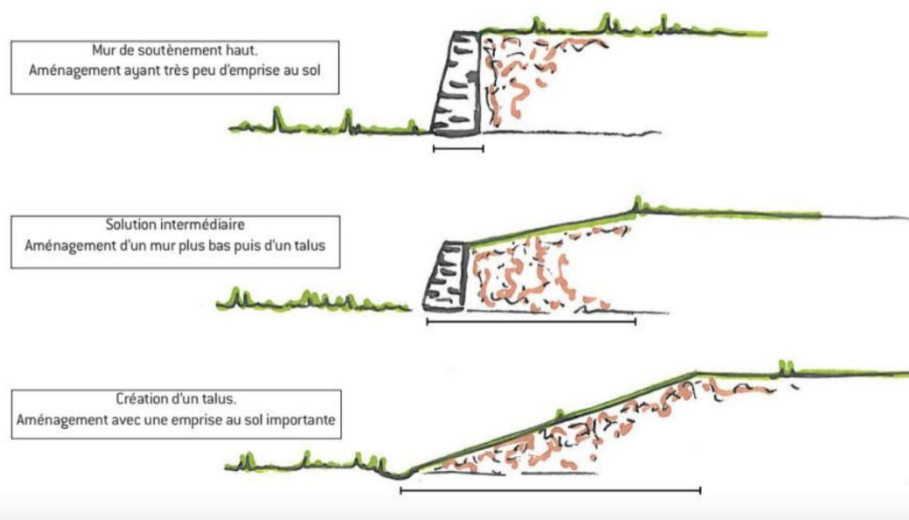 Mur de soutènement haut.
Aménagement ayant très peu d'emprise au sol
Solution intermédiaire
Aménagement d'un mur plus bas puis d'un talus
Création d'un talus.
Aménagement avec une emprise au sol importante